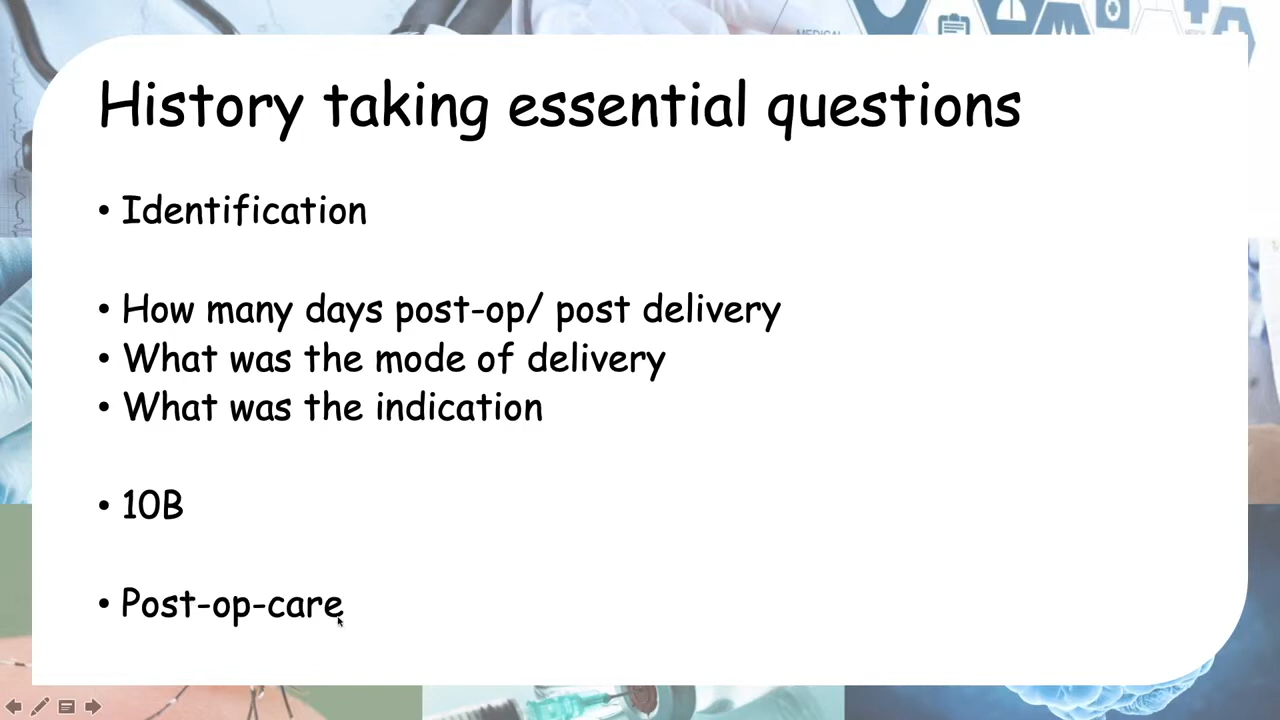 MEDICAL
History taking essential questions
• Identification
• How many days post-op/ post delivery
• What was the mode of delivery
• What was the indication
• 10B
• Post-op-care